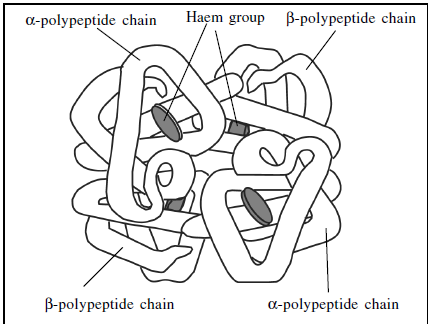 α-polypeptide chain
Haem group
β-polypeptide chain
β-polypeptide chain
α-polypeptide chain